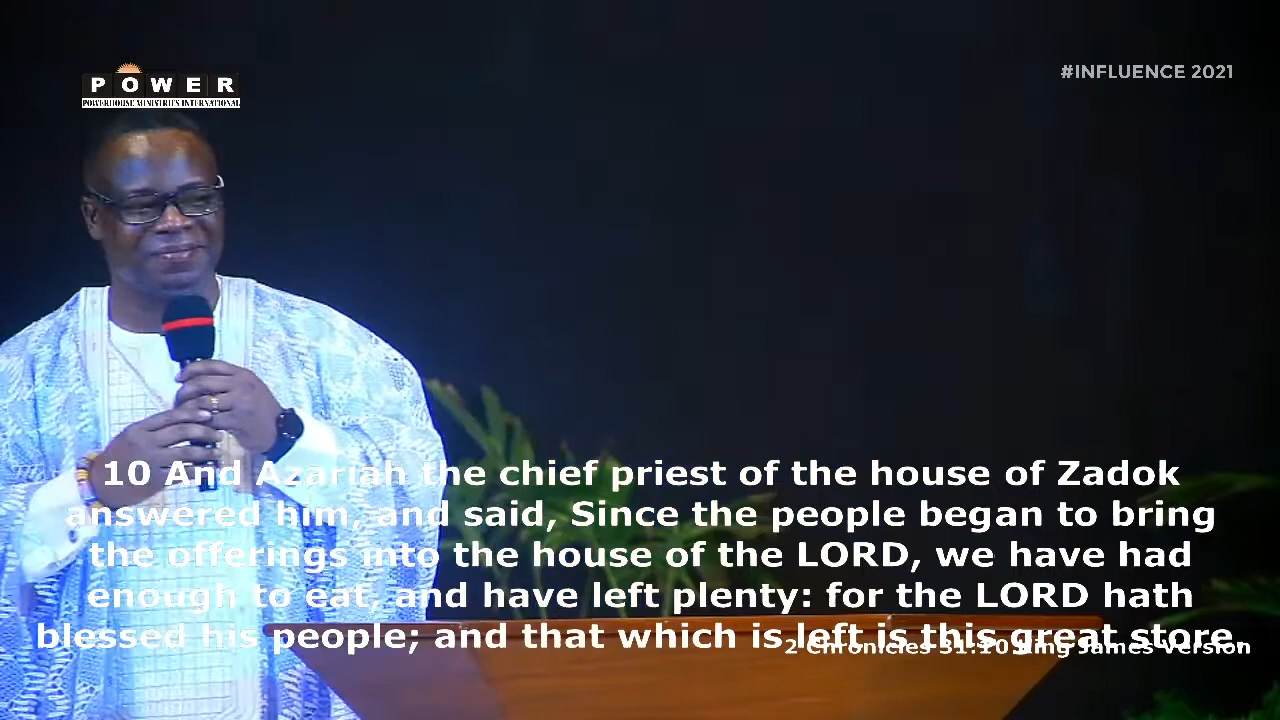 POWER
POWERHOUSE MINISTRIES INTERNATIONAL
#INFLUENCE 2021
10 And Azariah the chief priest of the house of Zadok
answered him, and said, Since the people began to bring
the offerings into the house of the LORD, we have had
enough to eat, and have left plenty: for the LORD hath
blessed his people; and that which is left is this great store.
2 Chronicles 31:10 King James Version